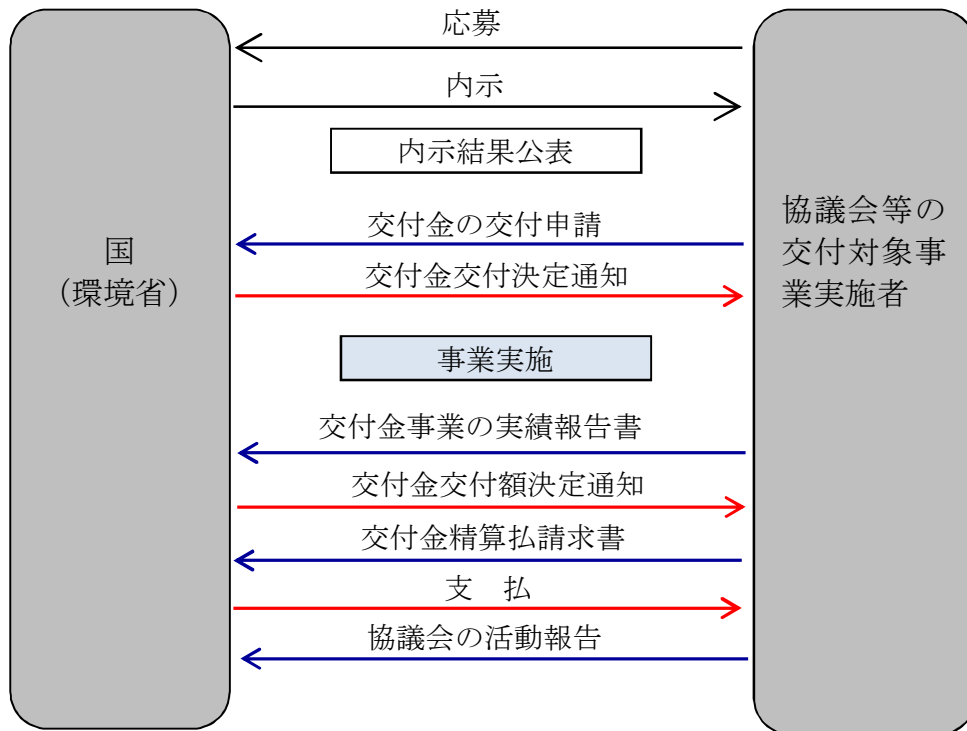 応募
内示
内示結果公表
国
（環境省）
協議会等の
交付対象事
業実施者
交付金の交付申請
交付金交付決定通知
事業実施
交付金事業の実績報告書
交付金交付額決定通知
交付金精算払請求書
支　払
協議会の活動報告